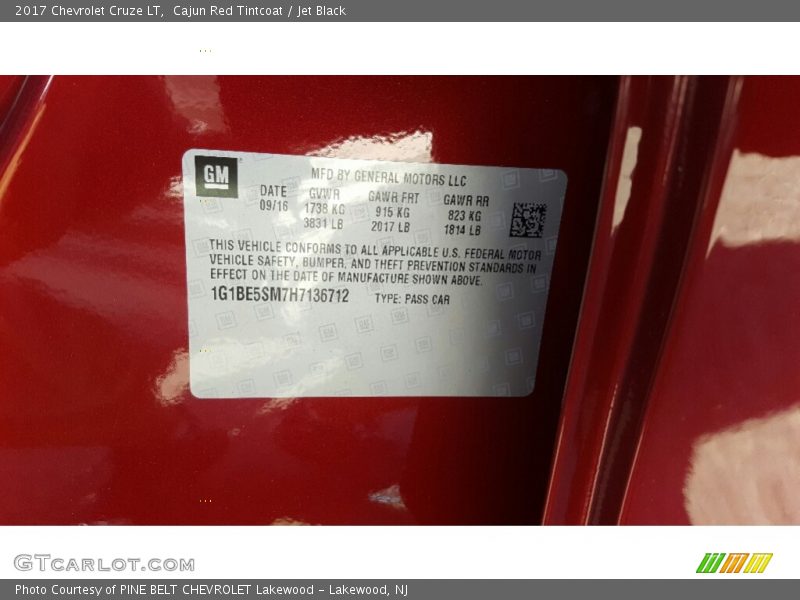 2017 Chevrolet Cruze LT,  Cajun Red Tintcoat / Jet Black
GM
MFD BY GENERAL MOTORS LLC
DATE GVWR GAWR FRT GAWR RR
09/16 1738 KG 915 KG 823 KG
3831 LB 2017 LB 1814 LB
THIS VEHICLE CONFORMS TO ALL APPLICABLE U.S. FEDERAL MOTOR
VEHICLE SAFETY, BUMPER, AND THEFT PREVENTION STANDARDS IN
EFFECT ON THE DATE OF MANUFACTURE SHOWN ABOVE.
1G1BE5SM7H7136712 TYPE: PASS CAR
GTCARLOT.COM
Photo Courtesy of PINE BELT CHEVROLET Lakewood - Lakewood, NJ